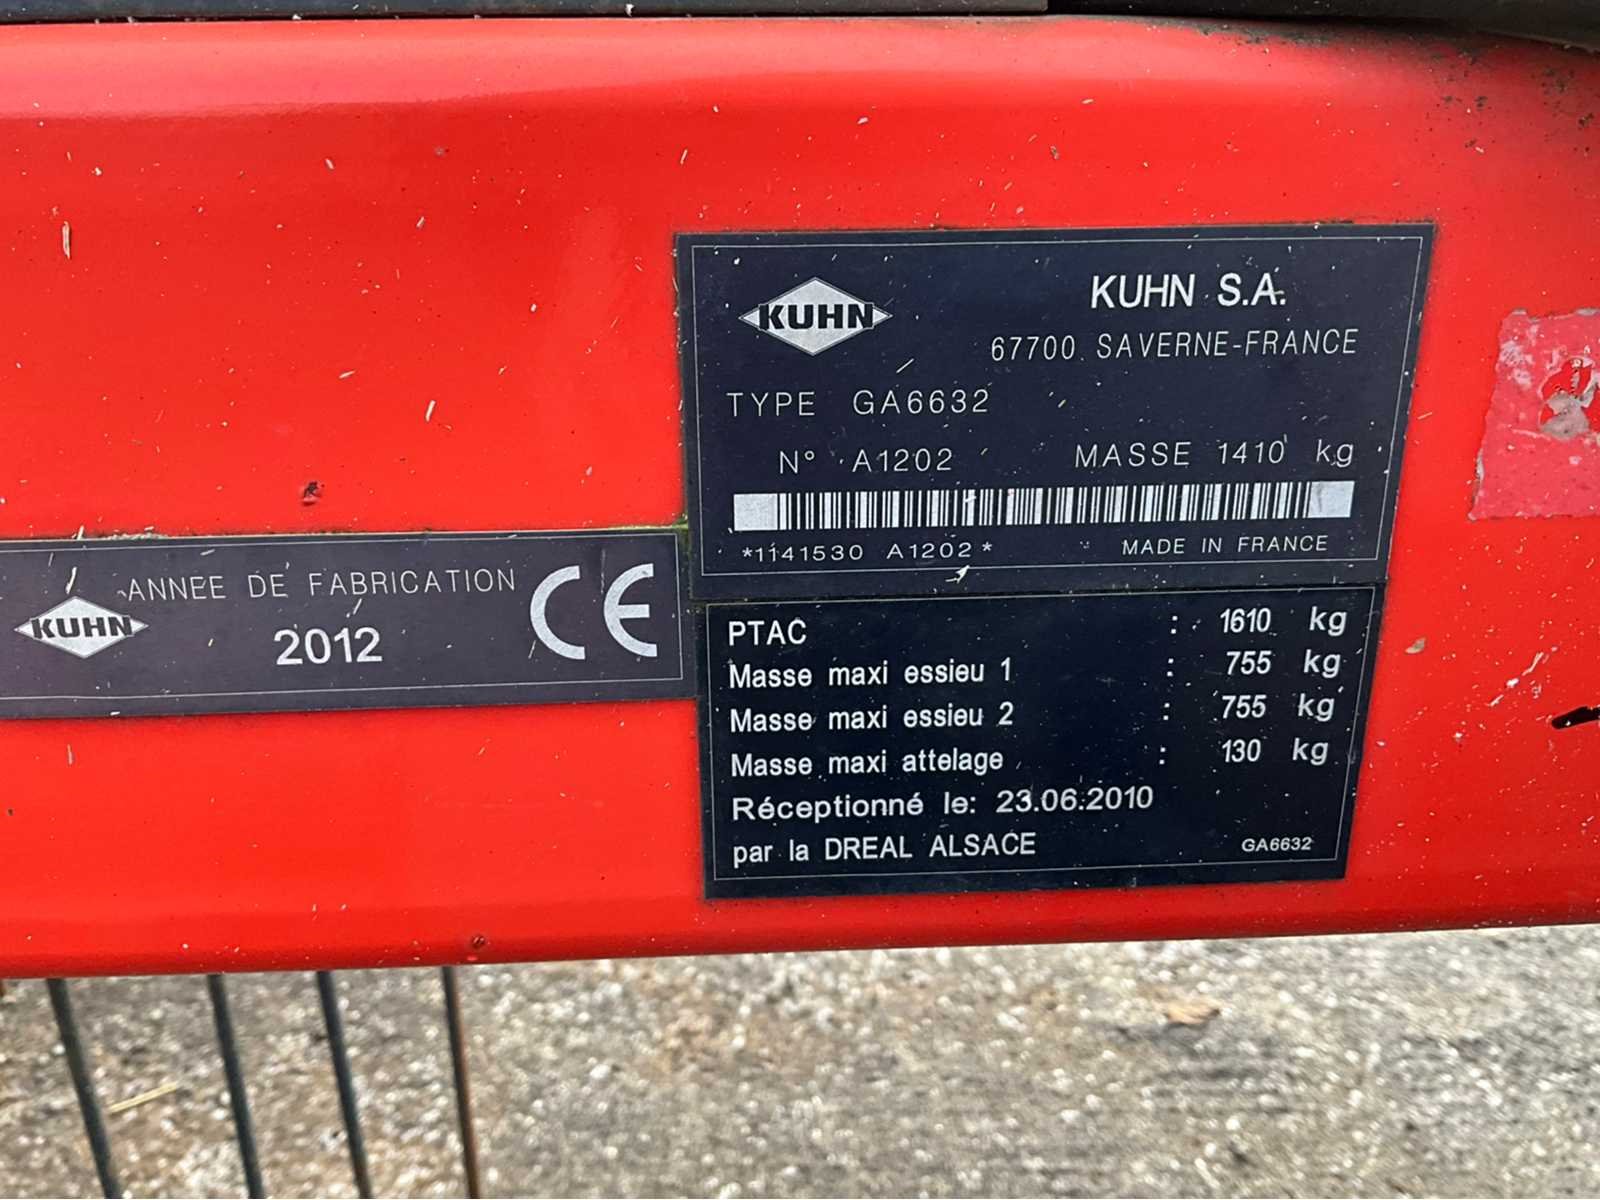 KUHN
KUHN S.A.
67700 SAVERNE-FRANCE
TYPE GA6632
N° A1202 MASSE 1410 kg
*1141530 A1202*
MADE IN FRANCE
KUHN
ANNEE DE FABRICATION
2012
CE
PTAC : 1610 kg
Masse maxi essieu 1 : 755 kg
Masse maxi essieu 2 : 755 kg
Masse maxi attelage : 130 kg
Réceptionné le: 23.06.2010
par la DREAL ALSACE
GA6632